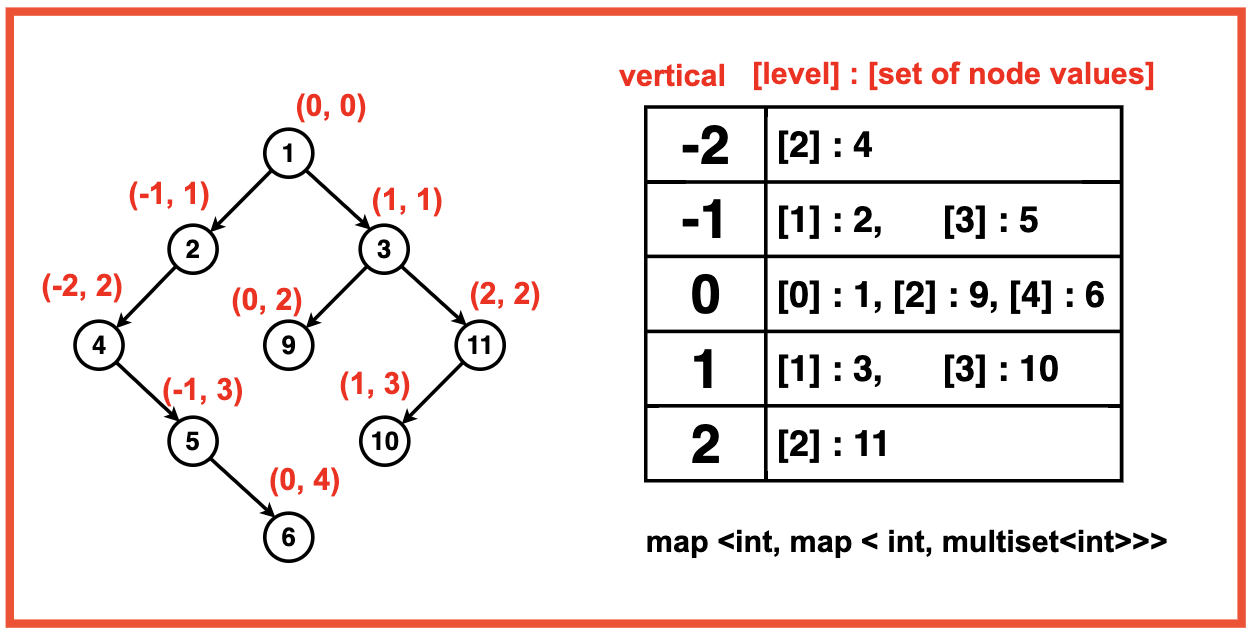 (0, 0)
1
(-1, 1)
(1, 1)
2
3
(-2, 2)
(0, 2)
(2, 2)
4
9
11
(-1, 3)
(1, 3)
5
10
(0, 4)
6
vertical [level] : [set of node values]
-2 [2] : 4
-1 [1] : 2, [3] : 5
0 [0] : 1, [2] : 9, [4] : 6
1 [1] : 3, [3] : 10
2 [2] : 11
map <int, map < int, multiset<int>>>